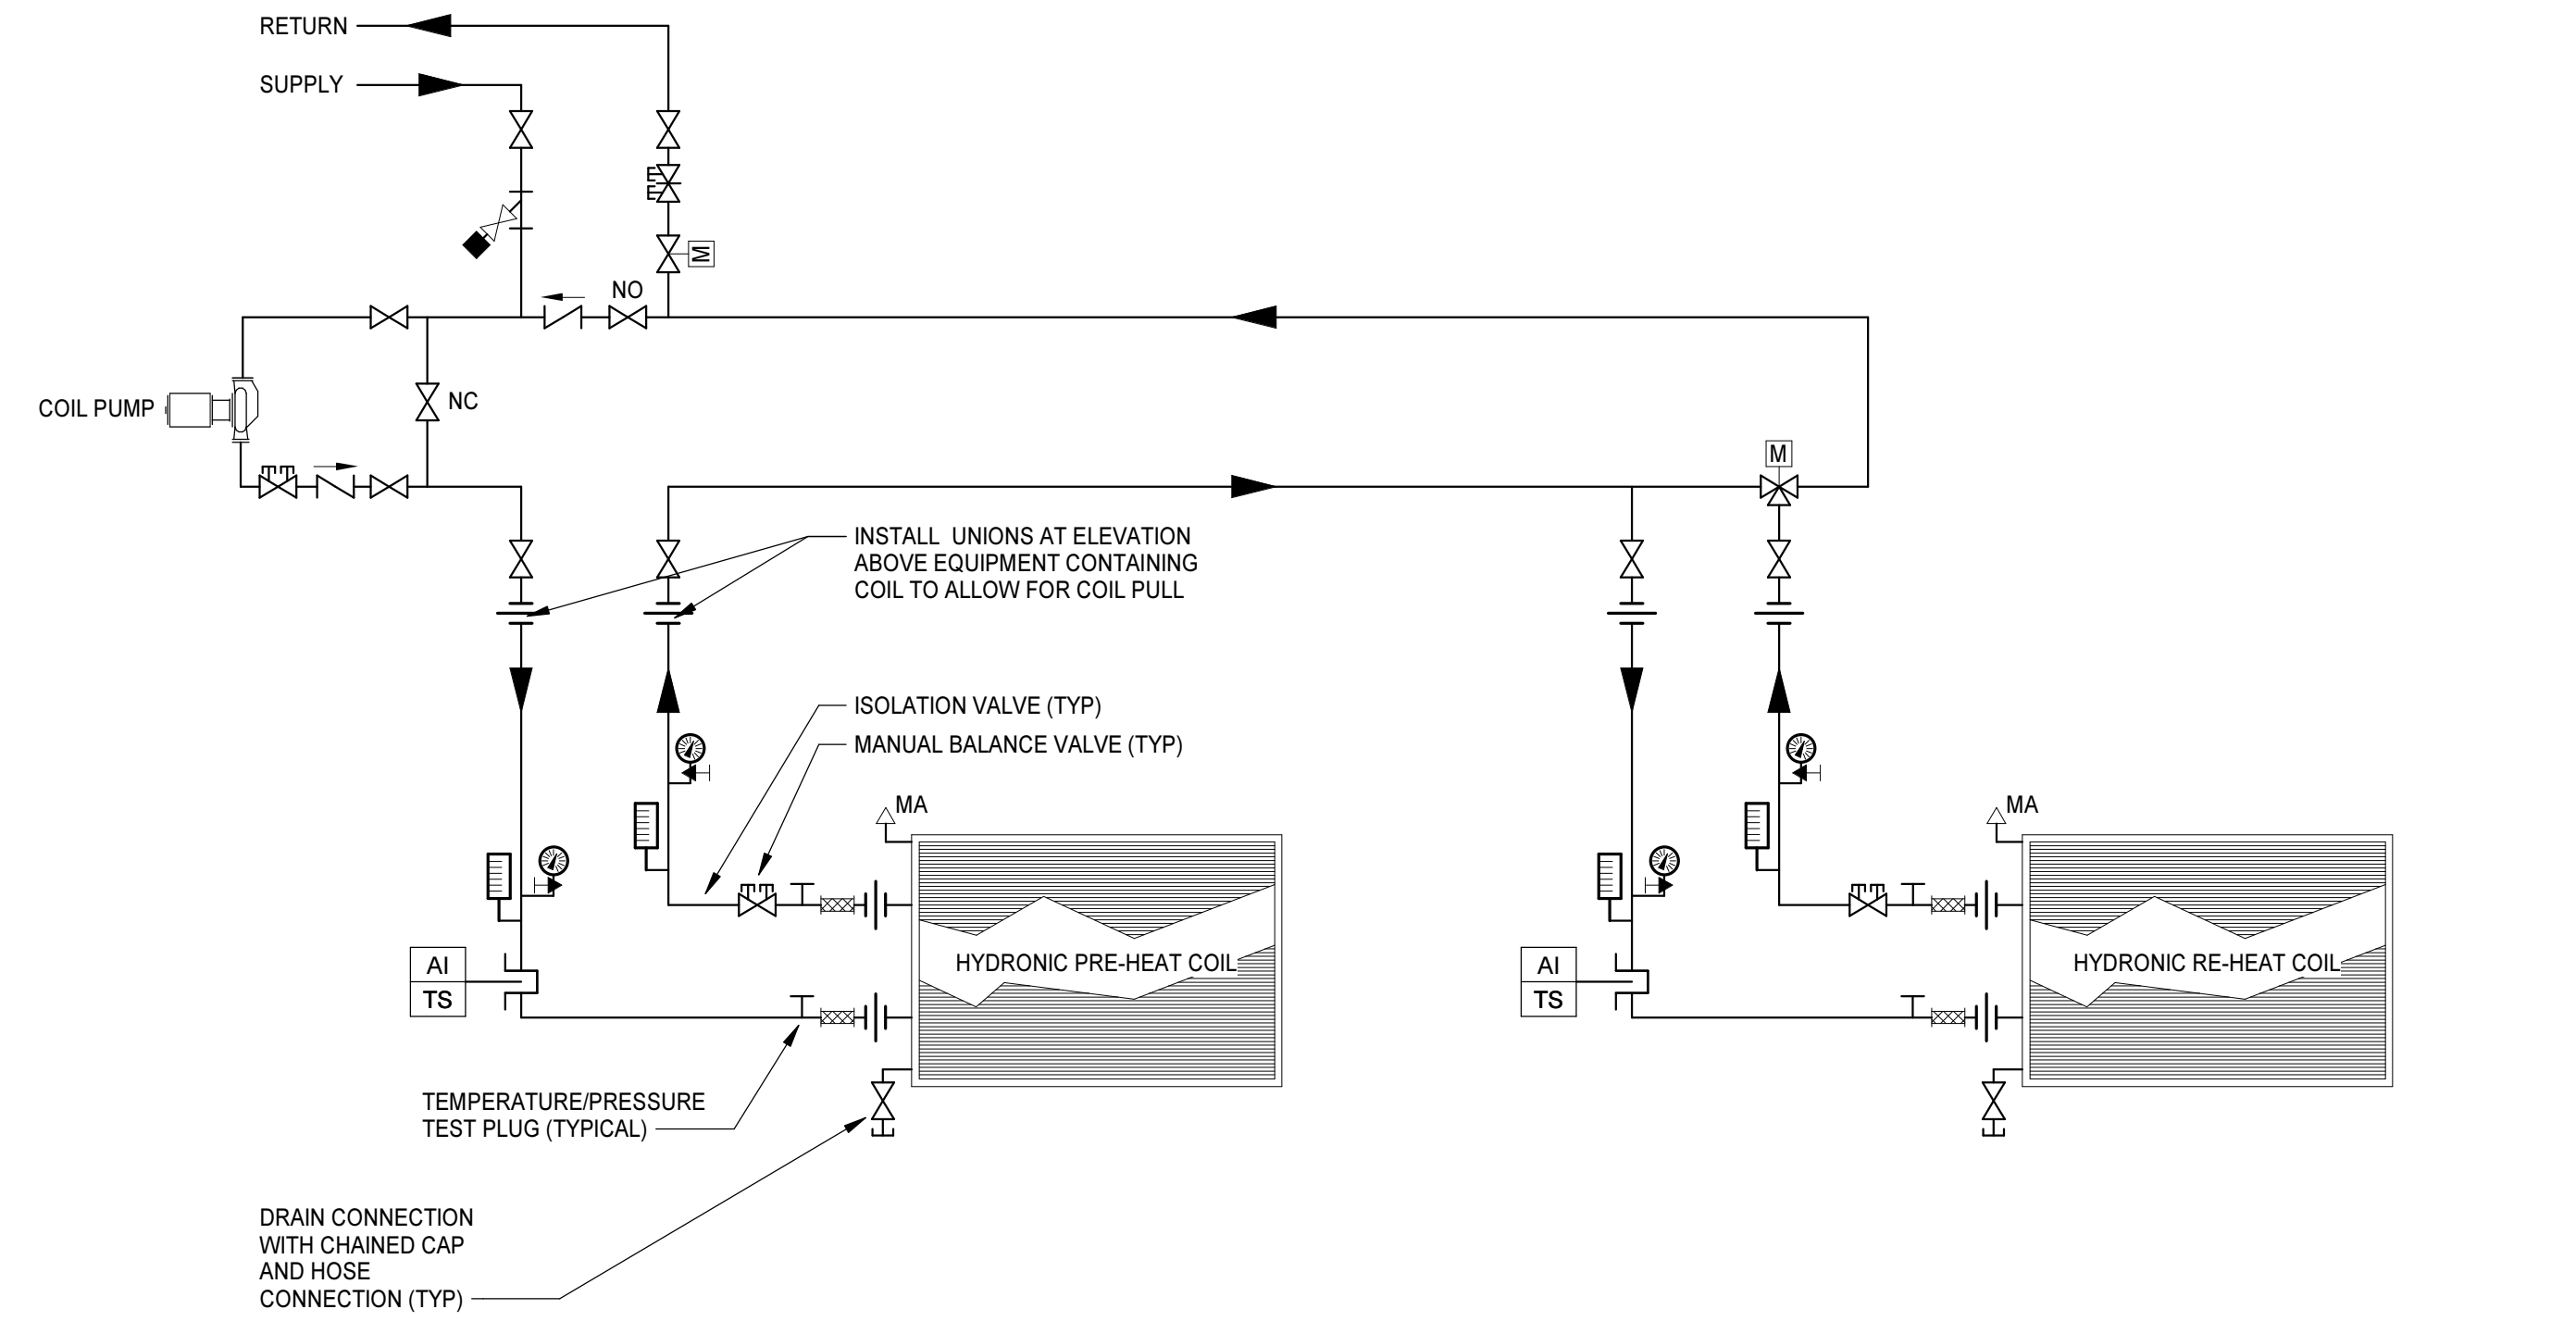 RETURN
SUPPLY
M
NO
COIL PUMP
NC
M
INSTALL UNIONS AT ELEVATION
ABOVE EQUIPMENT CONTAINING
COIL TO ALLOW FOR COIL PULL
ISOLATION VALVE (TYP)
MANUAL BALANCE VALVE (TYP)
MA
MA
AI
TS
HYDRONIC PRE-HEAT COIL
AI
TS
HYDRONIC RE-HEAT COIL
TEMPERATURE/PRESSURE
TEST PLUG (TYPICAL)
DRAIN CONNECTION
WITH CHAINED CAP
AND HOSE
CONNECTION (TYP)